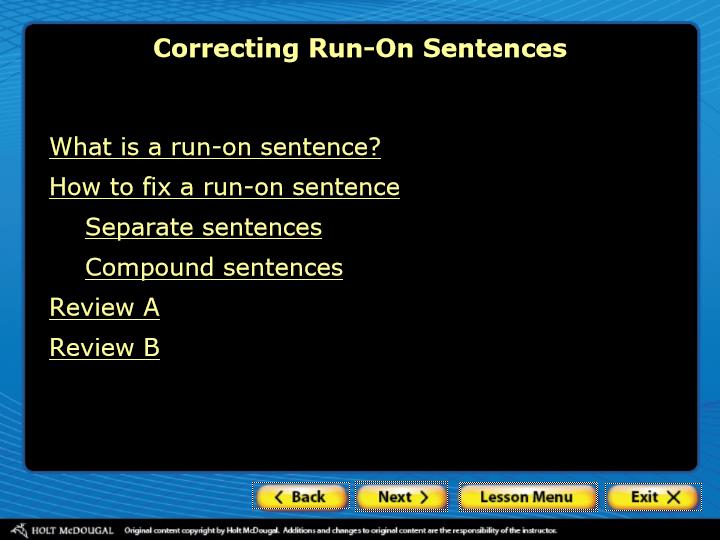 Correcting Run-On Sentences
What is a run-on sentence?
How to fix a run-on sentence
Separate sentences
Compound sentences
Review A
Review B
Back Next Lesson Menu Exit
HOLT McDOUGAL Original content copyright by Holt McDougal. Additions and changes to original content are the responsibility of the instructor.